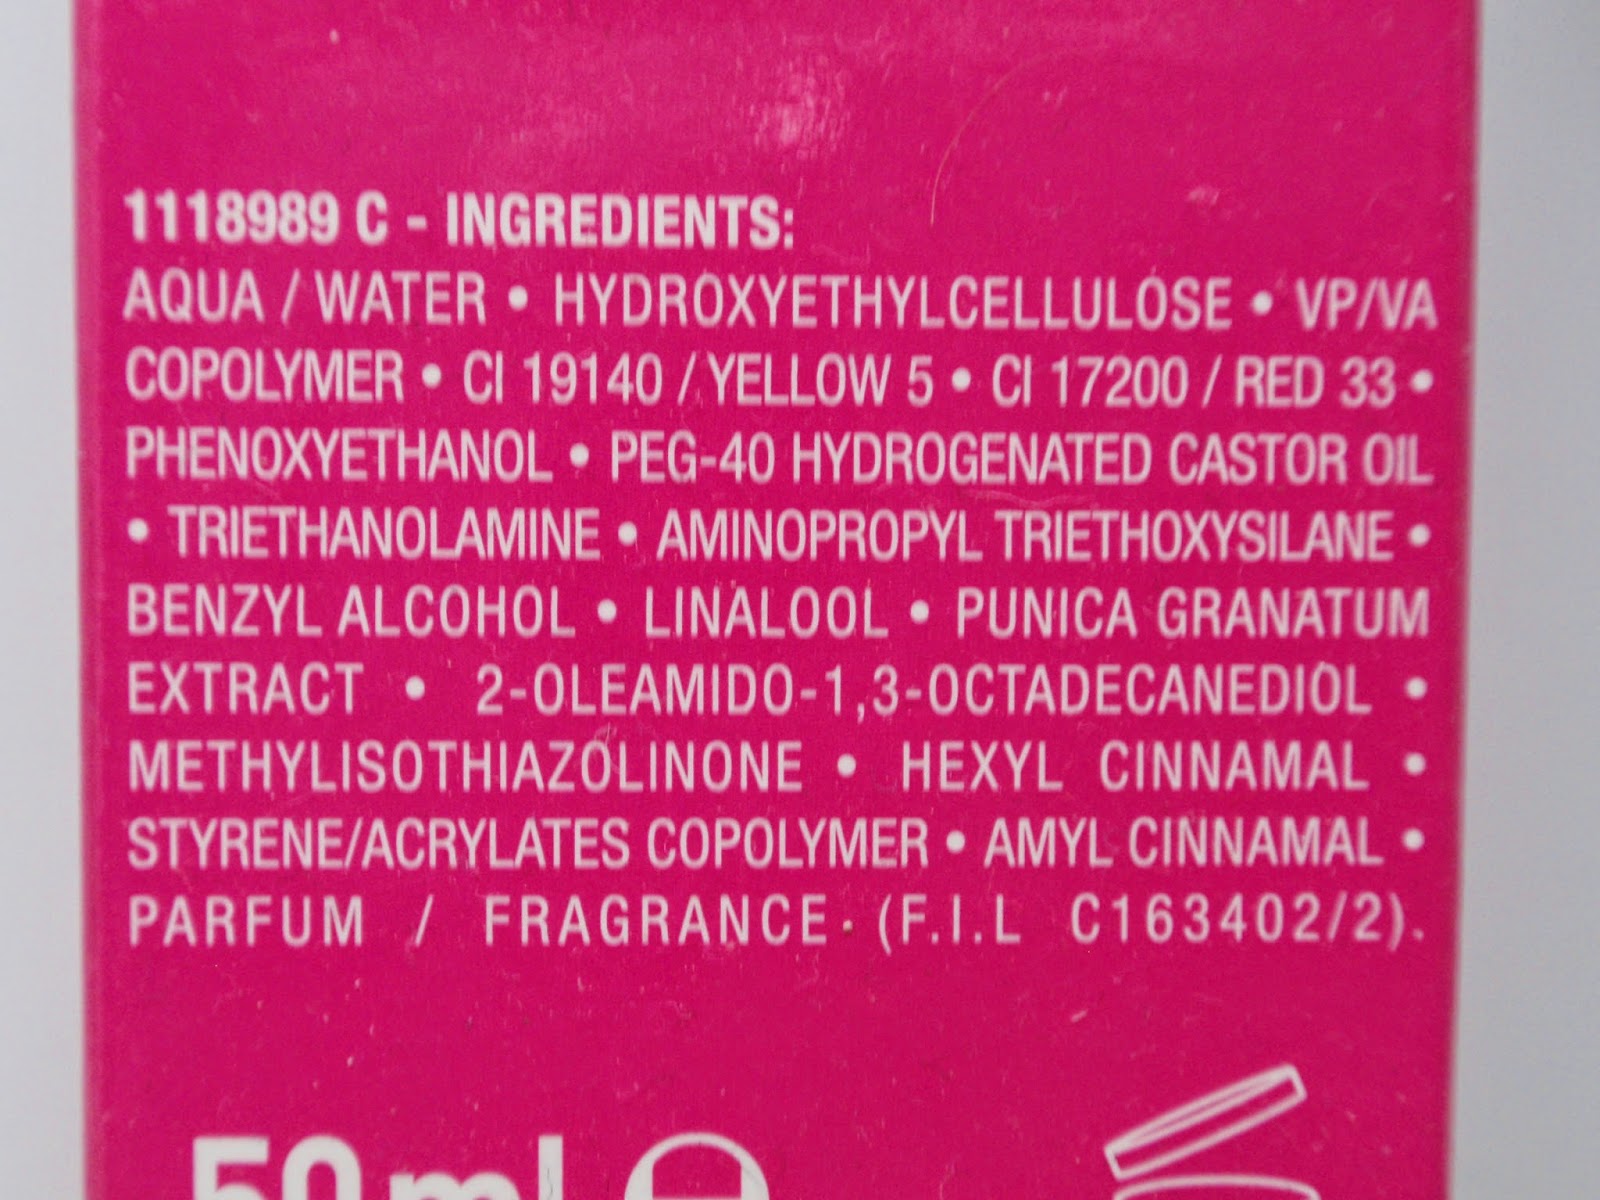 1118989 C - INGREDIENTS:
AQUA / WATER • HYDROXYETHYLCELLULOSE • VP/VA
COPOLYMER • CI 19140 / YELLOW 5 • CI 17200 / RED 33 •
PHENOXYETHANOL • PEG-40 HYDROGENATED CASTOR OIL
• TRIETHANOLAMINE • AMINOPROPYL TRIETHOXYSILANE •
BENZYL ALCOHOL • LINALOOL • PUNICA GRANATUM
EXTRACT • 2-OLEAMIDO-1,3-OCTADECANEDIOL •
METHYLISOTHIAZOLINONE • HEXYL CINNAMAL •
STYRENE/ACRYLATES COPOLYMER • AMYL CINNAMAL •
PARFUM / FRAGRANCE. (F.I.L C163402/2).
50 ml ℮